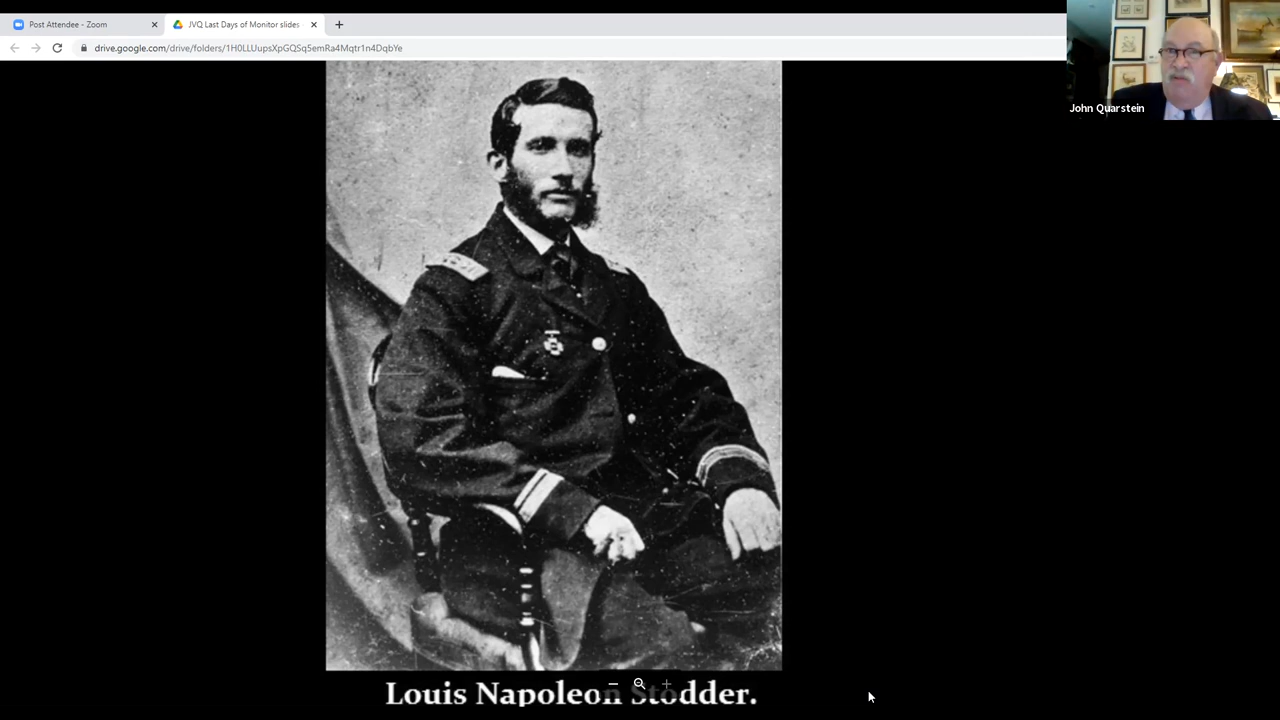 Post Attendee - Zoom
JVQ Last Days of Monitor slides
drive.google.com/drive/folders/1H0LLUupsXpGQSq5emRa4Mqtr1n4DqbYe
John Quarstein
Louis Napoleon Stodder.